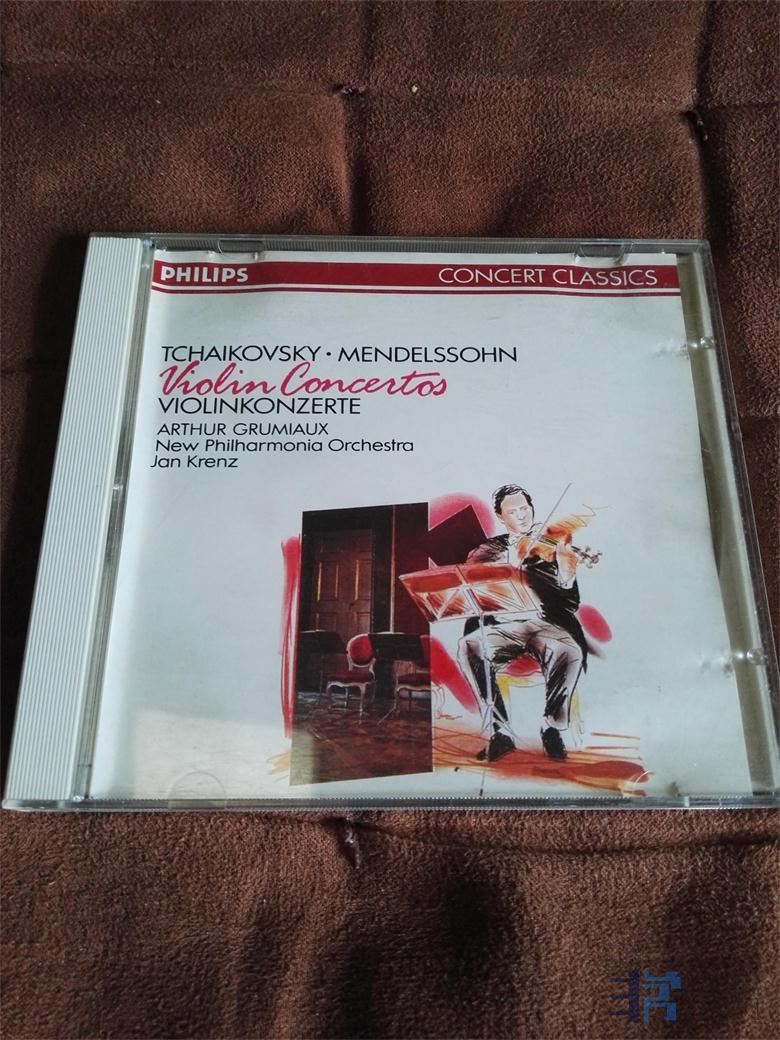 PHILIPS CONCERT CLASSICS
TCHAIKOVSKY · MENDELSSOHN
Violin Concertos
VIOLINKONZERTE
ARTHUR GRUMIAUX
New Philharmonia Orchestra
Jan Krenz